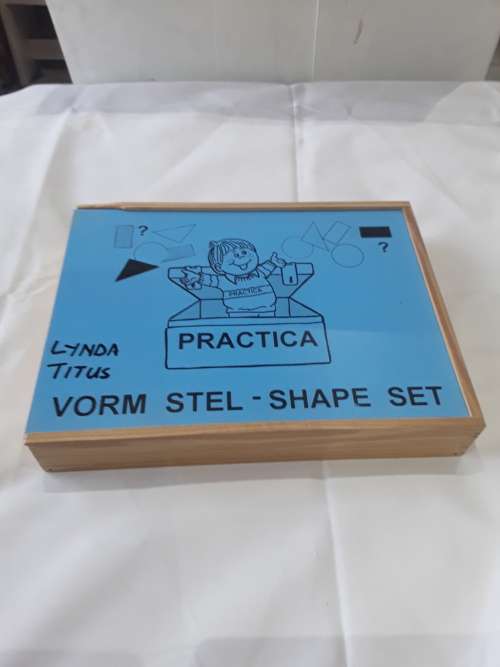 ?
?
PRACTICA
PRACTICA
LYNDA
TITUS
VORM STEL - SHAPE SET